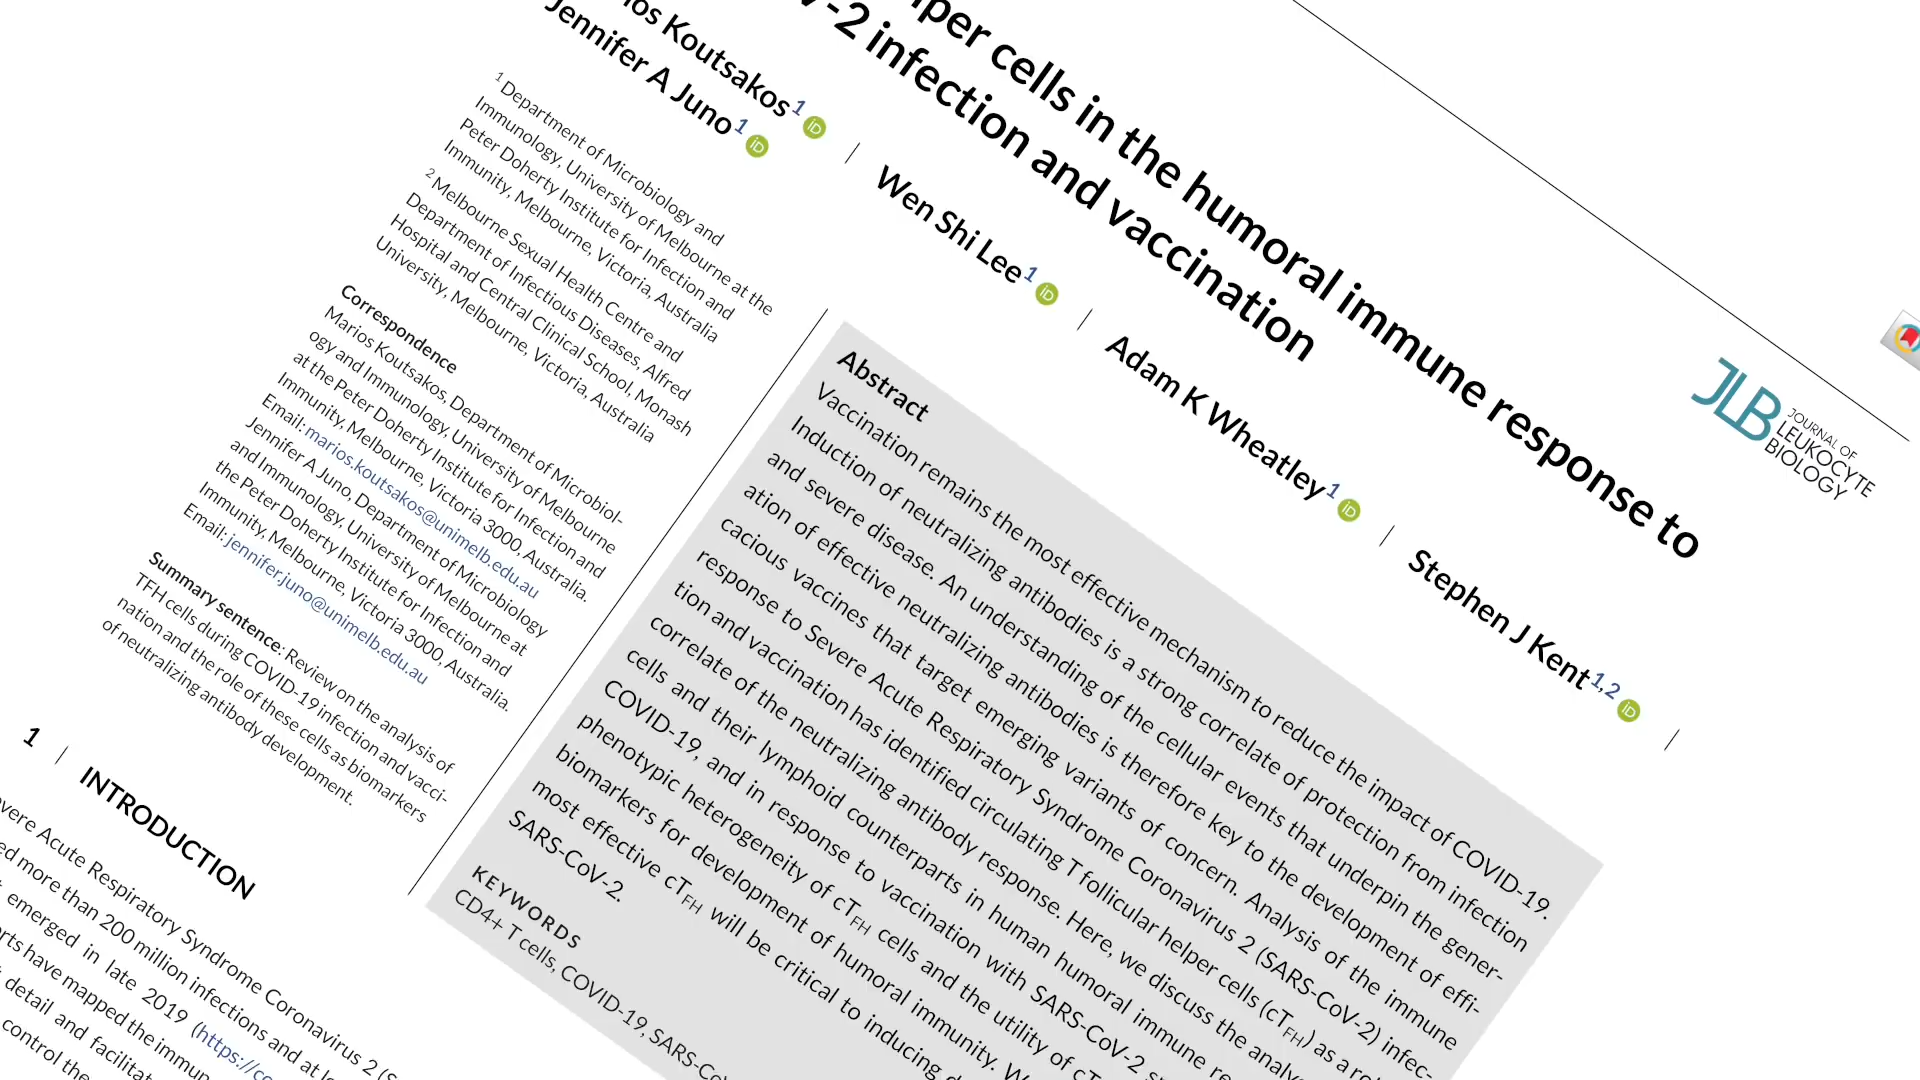 cells in the humoral immune response to
V-2 infection and vaccination
JLB JOURNAL OF
LEUKOCYTE
BIOLOGY
Koutsakos 1 iD | Wen Shi Lee 1 iD | Adam K Wheatley 1 iD | Stephen J Kent 1,2 iD |
Jennifer A Juno 1 iD
1 Department of Microbiology and
Immunology, University of Melbourne at the
Peter Doherty Institute for Infection and
Immunity, Melbourne, Victoria, Australia
2 Melbourne Sexual Health Centre and
Department of Infectious Diseases, Alfred
Hospital and Central Clinical School, Monash
University, Melbourne, Victoria, Australia
Correspondence
Marios Koutsakos, Department of Microbiol-
ogy and Immunology, University of Melbourne
at the Peter Doherty Institute for Infection and
Immunity, Melbourne, Victoria 3000, Australia.
Email: marios.koutsakos@unimelb.edu.au
Jennifer A Juno, Department of Microbiology
and Immunology, University of Melbourne at
the Peter Doherty Institute for Infection and
Immunity, Melbourne, Victoria 3000, Australia.
Email: jennifer.juno@unimelb.edu.au
Summary sentence: Review on the analysis of
TFH cells during COVID-19 infection and vacci-
nation and the role of these cells as biomarkers
of neutralizing antibody development.
Abstract
Vaccination remains the most effective mechanism to reduce the impact of COVID-19.
Induction of neutralizing antibodies is a strong correlate of protection from infection
and severe disease. An understanding of the cellular events that underpin the gener-
ation of effective neutralizing antibodies is therefore key to the development of effi-
cacious vaccines that target emerging variants of concern. Analysis of the immune
response to Severe Acute Respiratory Syndrome Coronavirus 2 (SARS-CoV-2) infec-
tion and vaccination has identified circulating T follicular helper cells (cTFH) as a
correlate of the neutralizing antibody response. Here, we discuss the
cells and their lymphoid counterparts in human humoral immune
COVID-19, and in response to vaccination with SARS-CoV-2
phenotypic heterogeneity of cTFH cells and the utility of
biomarkers for development of humoral immunity.
most effective cTFH will be critical to inducing
SARS-CoV-2.
KEYWORDS
CD4+ T cells, COVID-19, SARS-CoV
1 | INTRODUCTION
Acute Respiratory Syndrome Coronavirus 2
more than 200 million infections and at
emerged in late 2019 (https://
have mapped the
detail and
control the